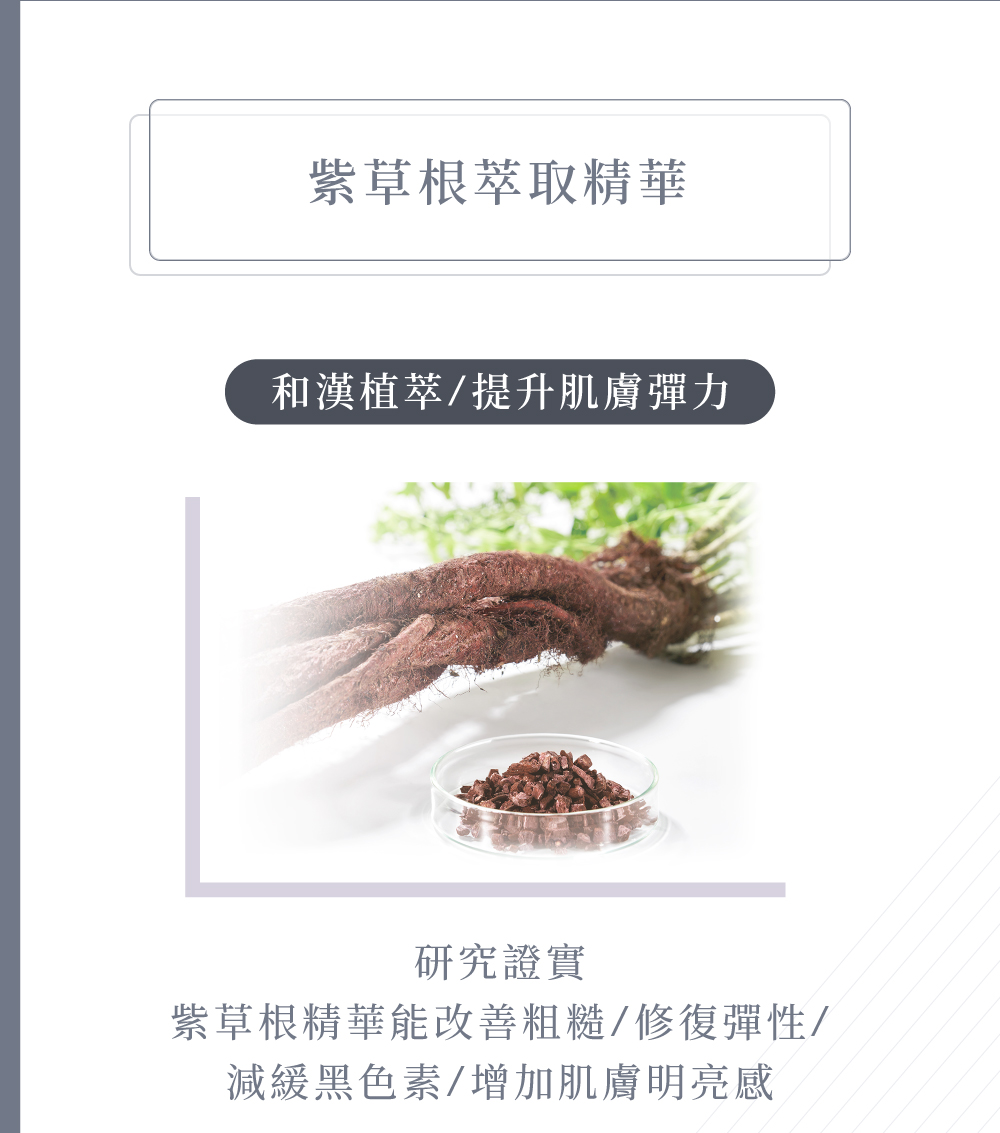 紫草根萃取精華
和漢植萃/提升肌膚彈力
研究證實
紫草根精華能改善粗糙/修復彈性/
減緩黑色素/增加肌膚明亮感